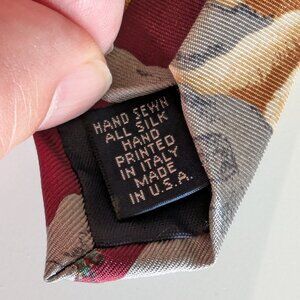 HAND SEWN
ALL SILK
HAND
PRINTED
IN ITALY
MADE
IN U.S.A.